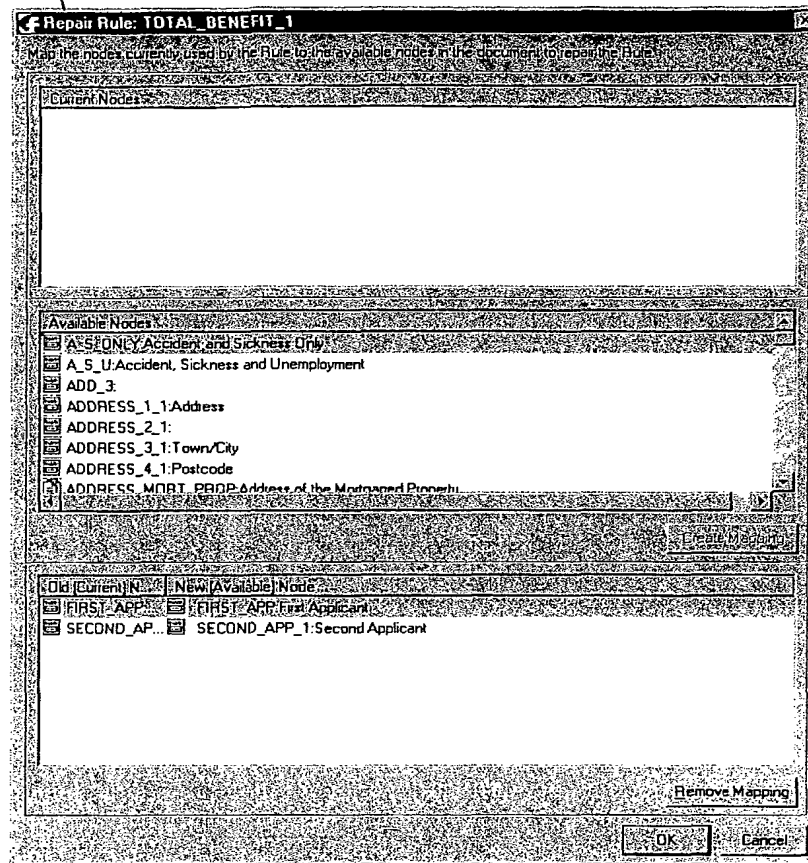 Repair Rule: TOTAL_BENEFIT_1
Map the nodes currently used by the Rule to the available nodes in the document to repair the Rule.
Current Nodes
Available Nodes
A_S_ONLY:Accident and Sickness Only
A_S_U:Accident, Sickness and Unemployment
ADD_3:
ADDRESS_1_1:Address
ADDRESS_2_1:
ADDRESS_3_1:Town/City
ADDRESS_4_1:Postcode
ADDRESS_MORT_PROP:Address of the Mortgaged Property
Create Mapping
Old [Current] N... New [Available] Node
FIRST_APP... FIRST_APP:First Applicant
SECOND_AP... SECOND_APP_1:Second Applicant
Remove Mapping
OK Cancel